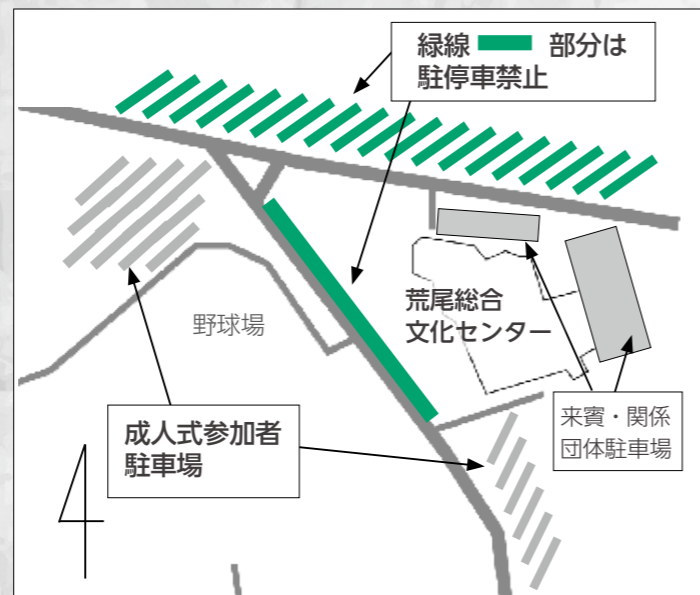 緑線 部分は
駐停車禁止
荒尾総合
文化センター
野球場
成人式参加者
駐車場
来賓・関係
団体駐車場